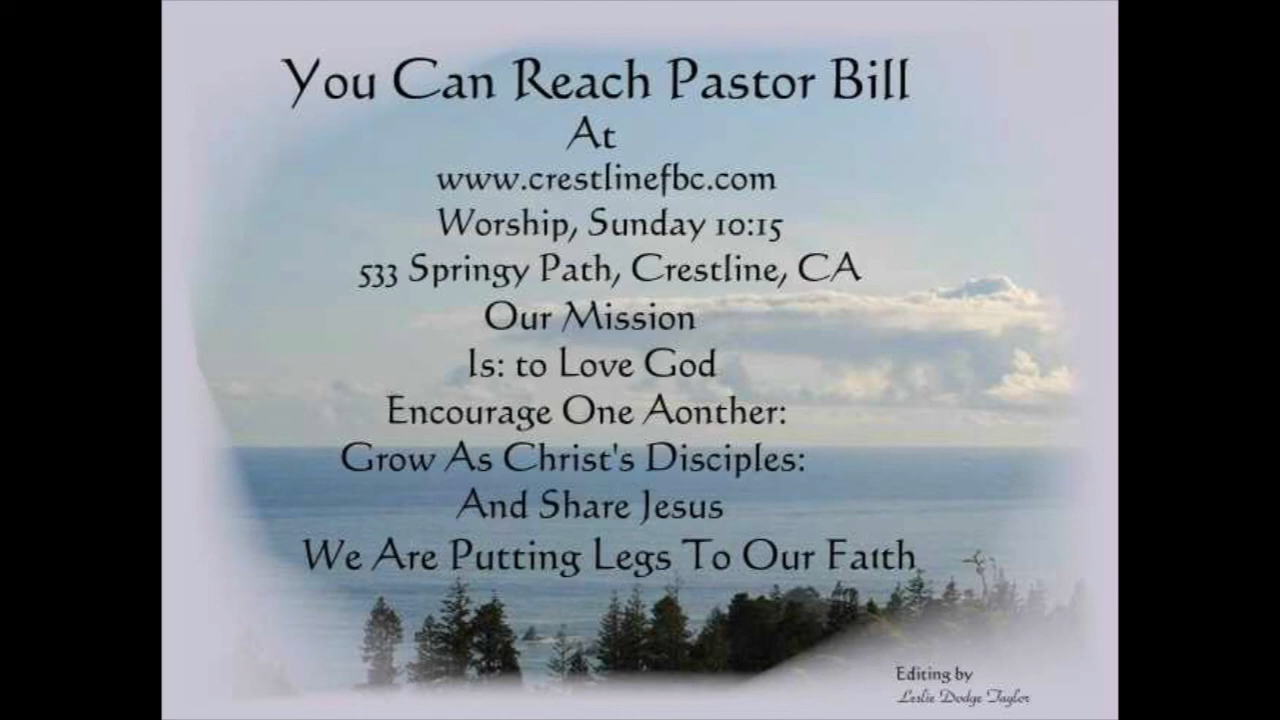 You Can Reach Pastor Bill
At
www.crestlinefbc.com
Worship, Sunday 10:15
533 Springy Path, Crestline, CA
Our Mission
Is: to Love God
Encourage One Aonther:
Grow As Christ's Disciples:
And Share Jesus
We Are Putting Legs To Our Faith
Editing by
Leslie Dodge Taylor